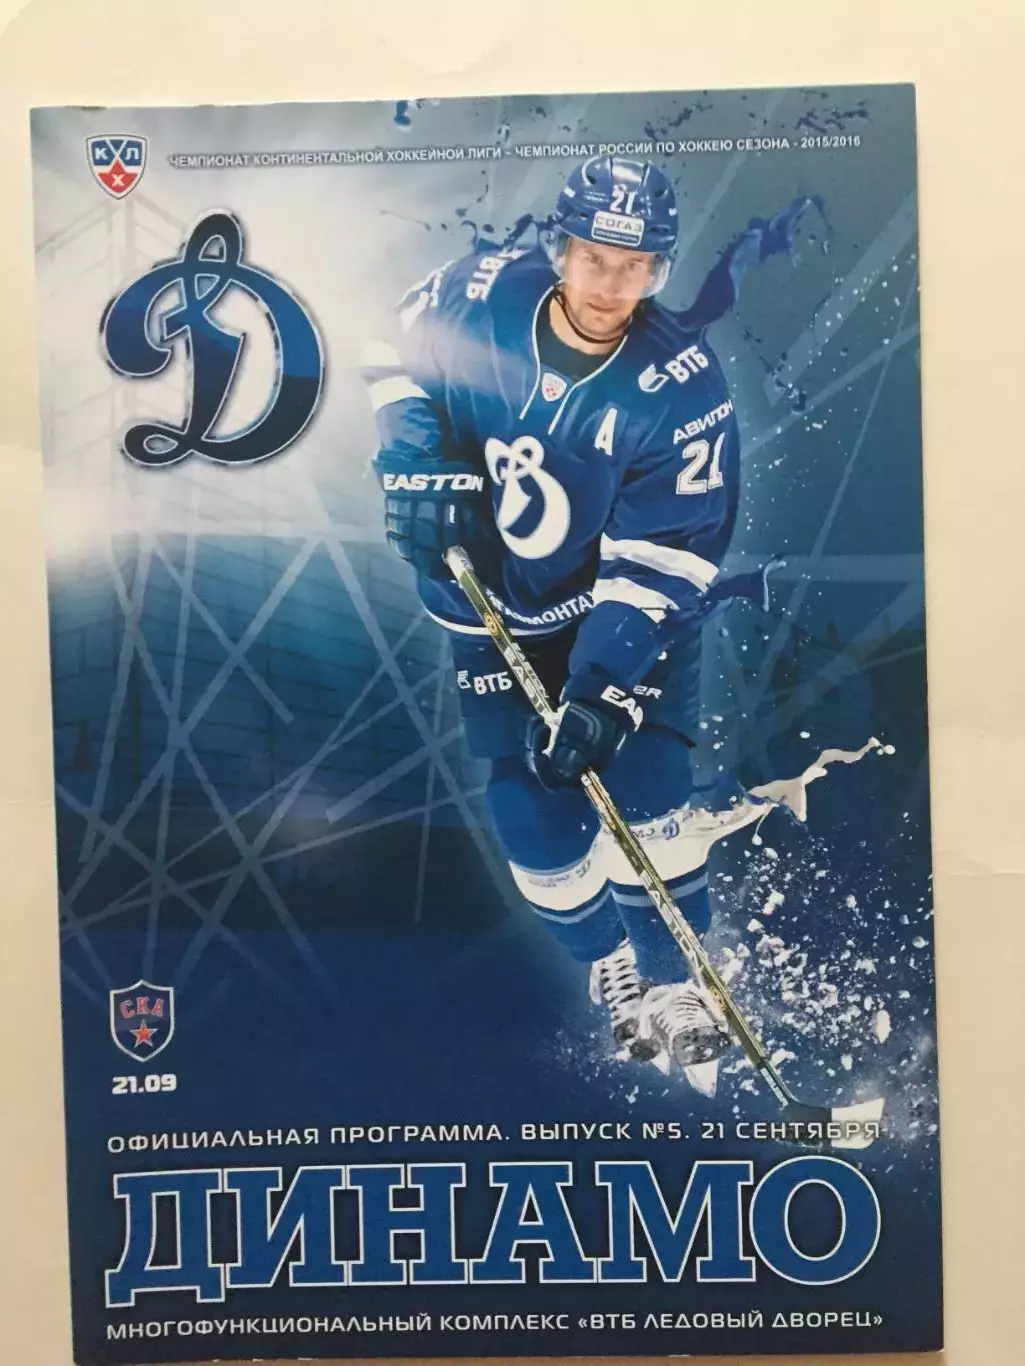 КХЛ
ЧЕМПИОНАТ КОНТИНЕНТАЛЬНОЙ ХОККЕЙНОЙ ЛИГИ - ЧЕМПИОНАТ РОССИИ ПО ХОККЕЮ СЕЗОНА - 2015/2016
Д
21
СОГАЗ
ВТБ
ВТБ
А
АВИЛОН
21
EASTON
Д
МОНТАЖ
ВТБ
СКА
21.09
ОФИЦИАЛЬНАЯ ПРОГРАММА. ВЫПУСК №5. 21 СЕНТЯБРЯ
ДИНАМО
МНОГОФУНКЦИОНАЛЬНЫЙ КОМПЛЕКС «ВТБ ЛЕДОВЫЙ ДВОРЕЦ»